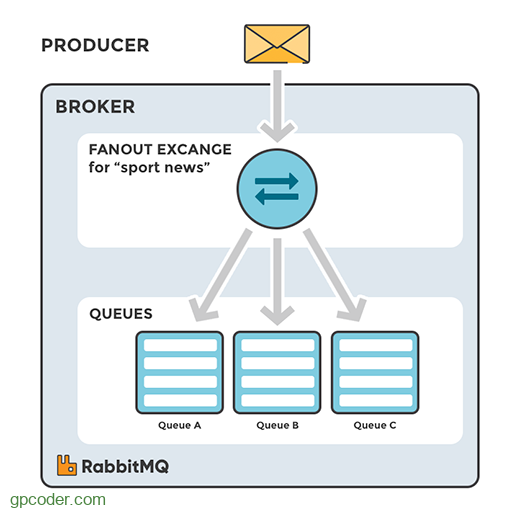 PRODUCER
BROKER
FANOUT EXCANGE
for “sport news”
QUEUES
Queue A
Queue B
Queue C
RabbitMQ
gpcoder.com